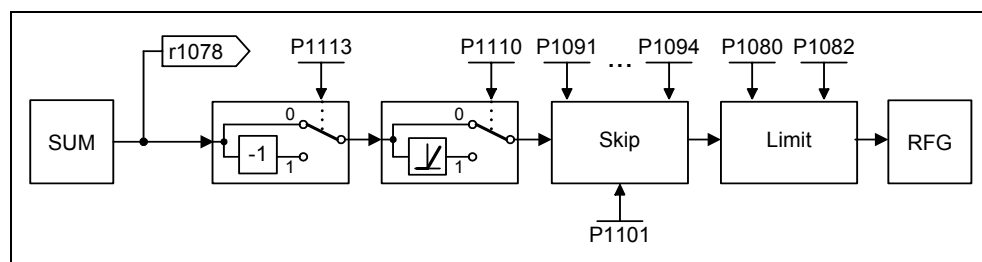 r1078
P1113
P1110
P1091
...
P1094
P1080
P1082
SUM
0
-1
1
0
1
Skip
Limit
RFG
P1101